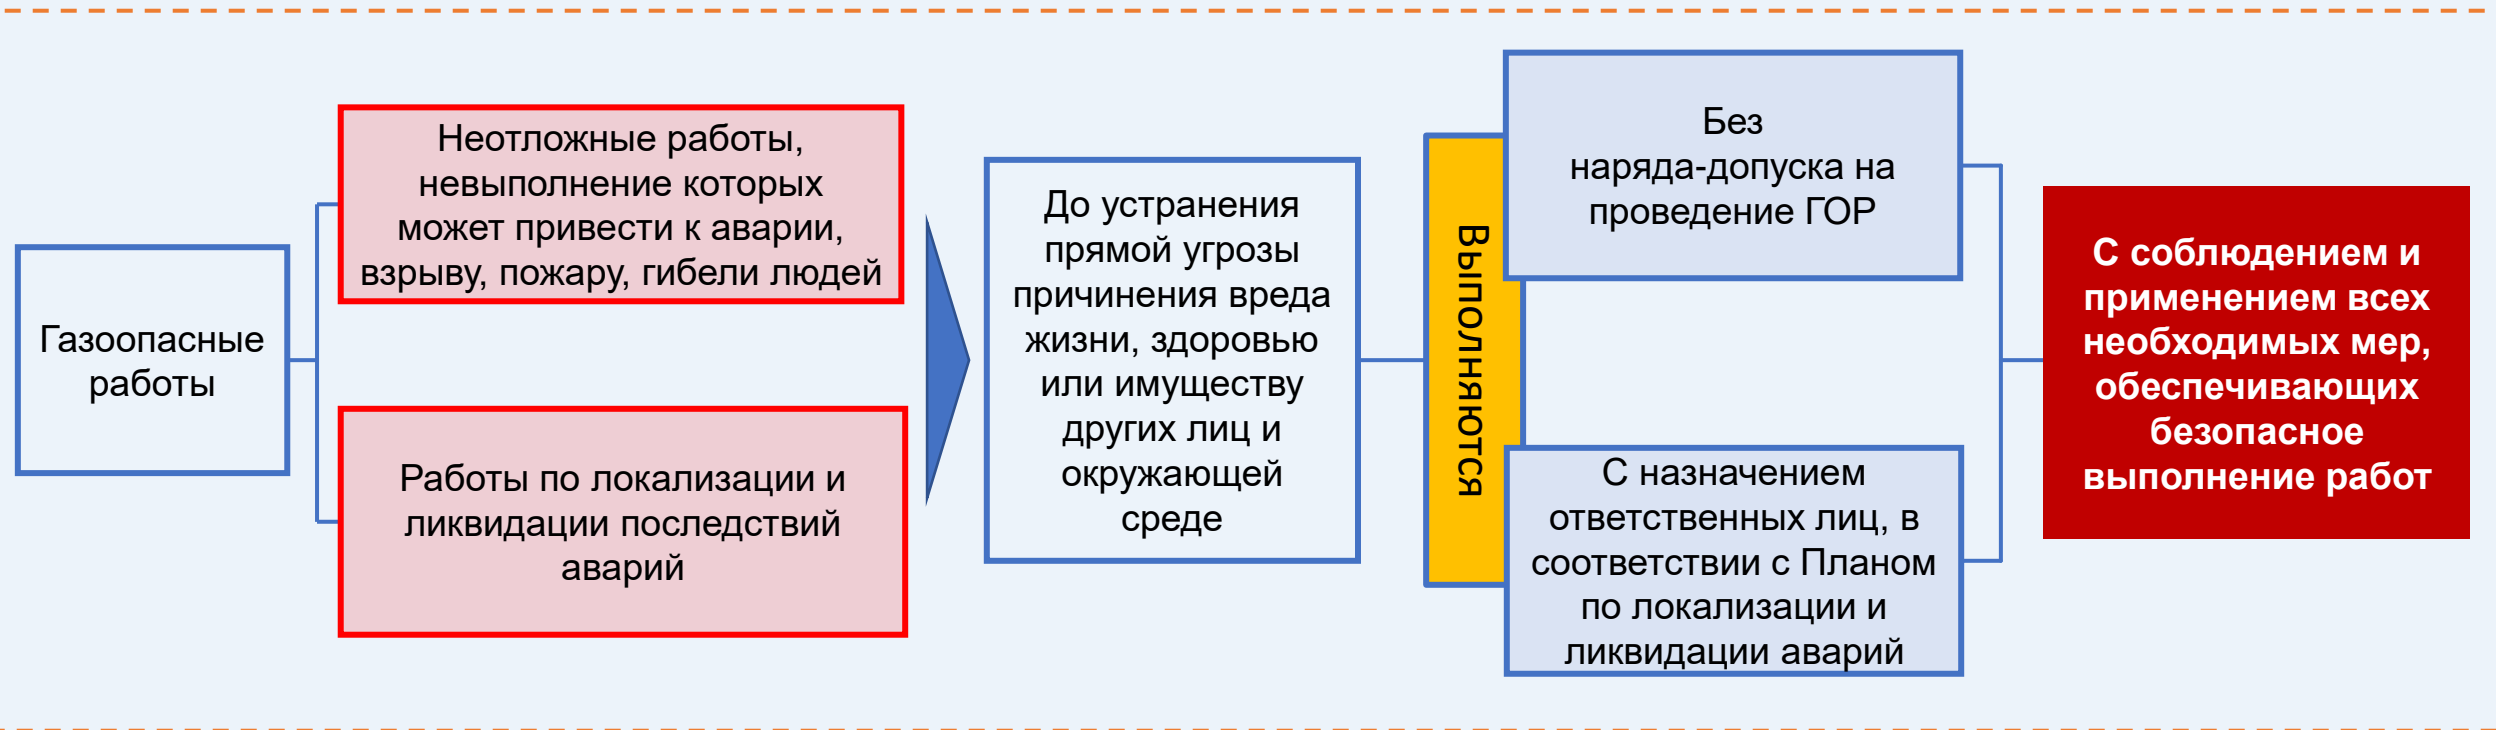 Газоопасные
работы
Неотложные работы,
невыполнение которых
может привести к аварии,
взрыву, пожару, гибели людей
Работы по локализации и
ликвидации последствий
аварий
До устранения
прямой угрозы
причинения вреда
жизни, здоровью
или имуществу
других лиц и
окружающей
среде
Выполняются
Без
наряда-допуска на
проведение ГОР
С назначением
ответственных лиц, в
соответствии с Планом
по локализации и
ликвидации аварий
С соблюдением и
применением всех
необходимых мер,
обеспечивающих
безопасное
выполнение работ